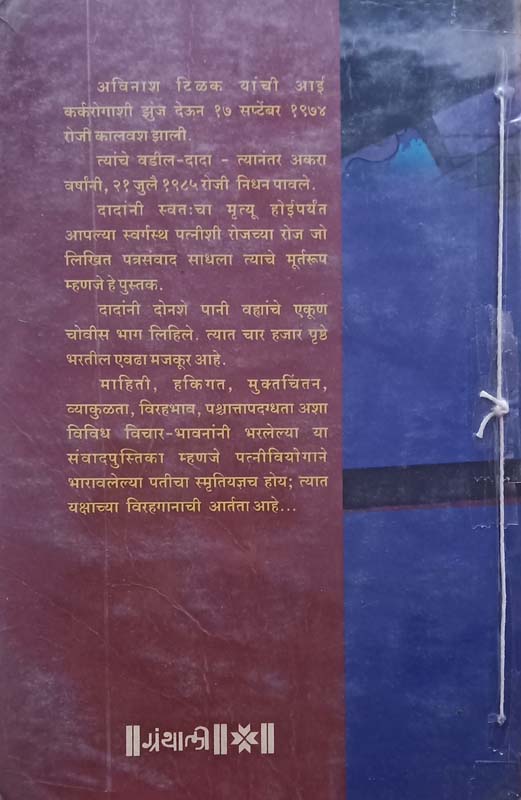 अविनाश टिळक यांची आई
कर्करोगाशी झुंज देऊन १७ सप्टेंबर १९७४
रोजी कालवश झाली.
त्यांचे वडील-दादा - त्यानंतर अकरा
वर्षांनी, २१ जुलै १९८५ रोजी निधन पावले.
दादांनी स्वतःचा मृत्यू होईपर्यंत
आपल्या स्वर्गस्थ पत्नीशी रोजच्या रोज जो
लिखित पत्रसंवाद साधला त्याचे मूर्तरूप
म्हणजे हे पुस्तक.
दादांनी दोनशे पानी वह्यांचे एकूण
चोवीस भाग लिहिले. त्यात चार हजार पृष्ठे
भरतील एवढा मजकूर आहे.
माहिती, हकिगत, मुक्तचिंतन,
व्याकुळता, विरहभाव, पश्चात्तापदग्धता अशा
विविध विचार-भावनांनी भरलेल्या या
संवादपुस्तिका म्हणजे पत्नीवियोगाने
भारावलेल्या पतीचा स्मृतियज्ञच होय; त्यात
यक्षाच्या विरहगानाची आर्तता आहे...
॥ग्रंथाली॥